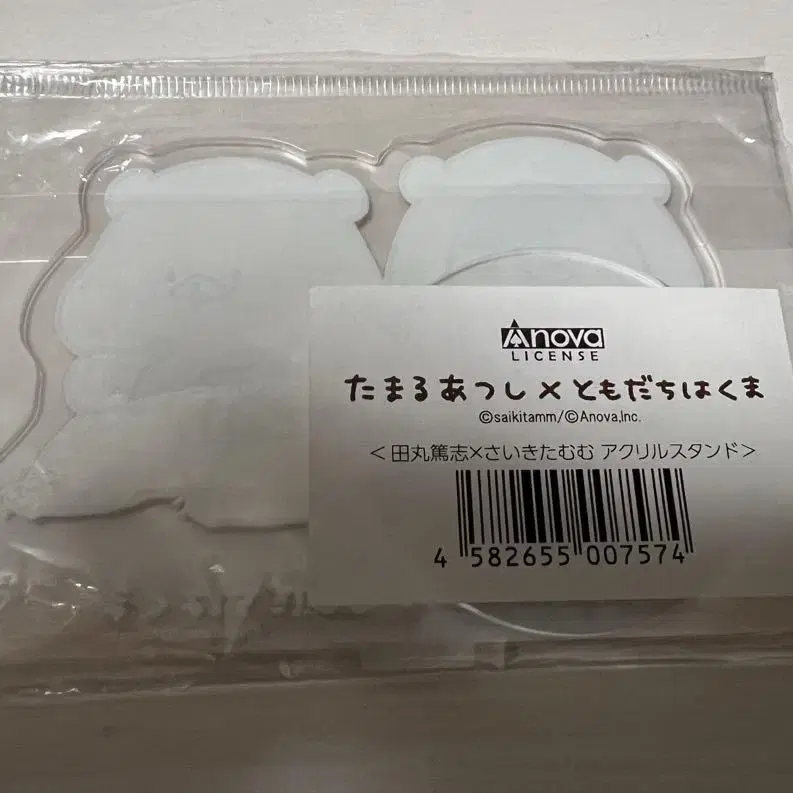 Anova
LICENSE
たまるあつし×ともだちはくま
©saikitamm/©Anova,Inc.
<田丸篤志×さいきたむむ アクリルスタンド>
4 582655 007574